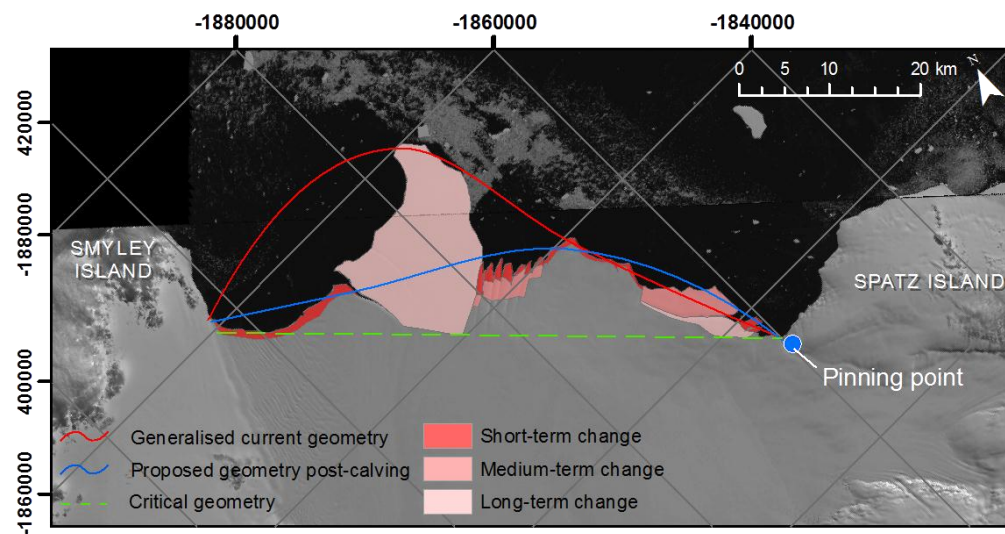 -1880000 -1860000 -1840000
0 5 10 20 km
N
420000
-1880000
400000
-1860000
SMYLEY
ISLAND
SPATZ ISLAND
Pinning point
Generalised current geometry
Proposed geometry post-calving
Critical geometry
Short-term change
Medium-term change
Long-term change